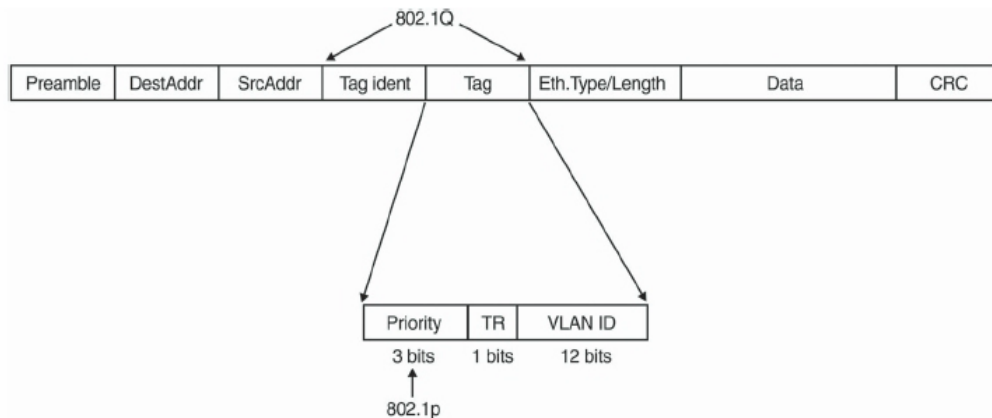 802.1Q
Preamble DestAddr SrcAddr Tag ident Tag Eth.Type/Length Data CRC
Priority TR VLAN ID
3 bits 1 bits 12 bits
802.1p